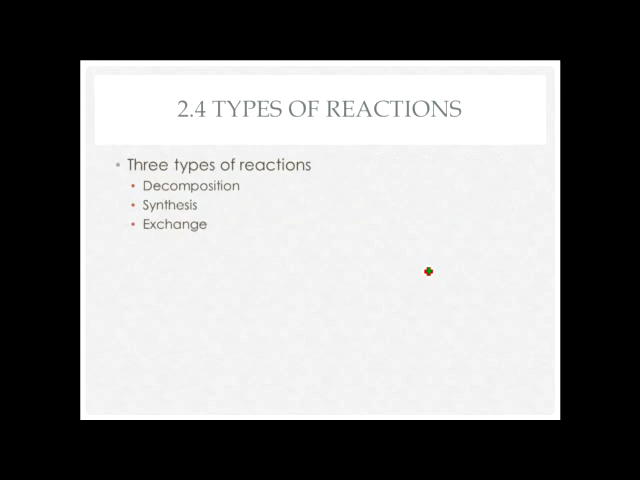 2.4 TYPES OF REACTIONS
• Three types of reactions
• Decomposition
• Synthesis
• Exchange